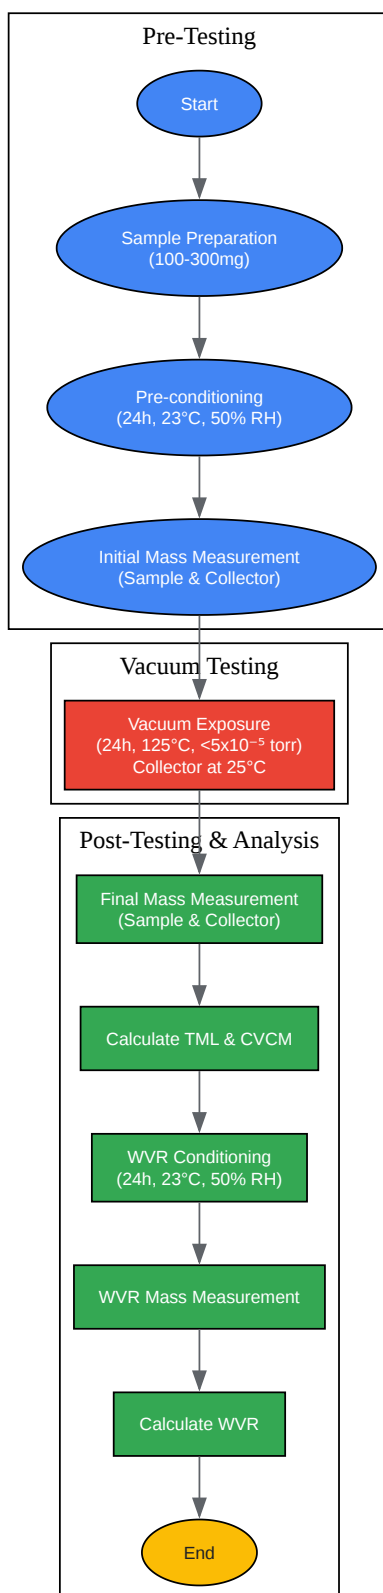 Pre-Testing
Start
Sample Preparation
(100-300mg)
Pre-conditioning
(24h, 23°C, 50% RH)
Initial Mass Measurement
(Sample & Collector)
Vacuum Testing
Vacuum Exposure
(24h, 125°C, <5x10⁻⁵ torr)
Collector at 25°C
Post-Testing & Analysis
Final Mass Measurement
(Sample & Collector)
Calculate TML & CVCM
WVR Conditioning
(24h, 23°C, 50% RH)
WVR Mass Measurement
Calculate WVR
End